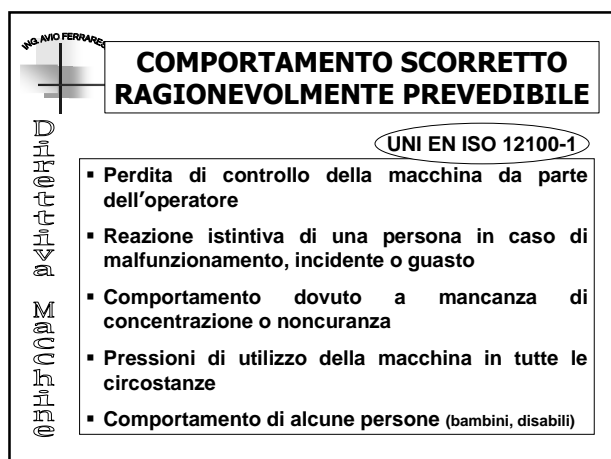 ING. AVIO FERRARESI
COMPORTAMENTO SCORRETTO
RAGIONEVOLMENTE PREVEDIBILE
UNI EN ISO 12100-1
Direttiva Macchine
▪ Perdita di controllo della macchina da parte
dell'operatore
▪ Reazione istintiva di una persona in caso di
malfunzionamento, incidente o guasto
▪ Comportamento dovuto a mancanza di
concentrazione o noncuranza
▪ Pressioni di utilizzo della macchina in tutte le
circostanze
▪ Comportamento di alcune persone (bambini, disabili)